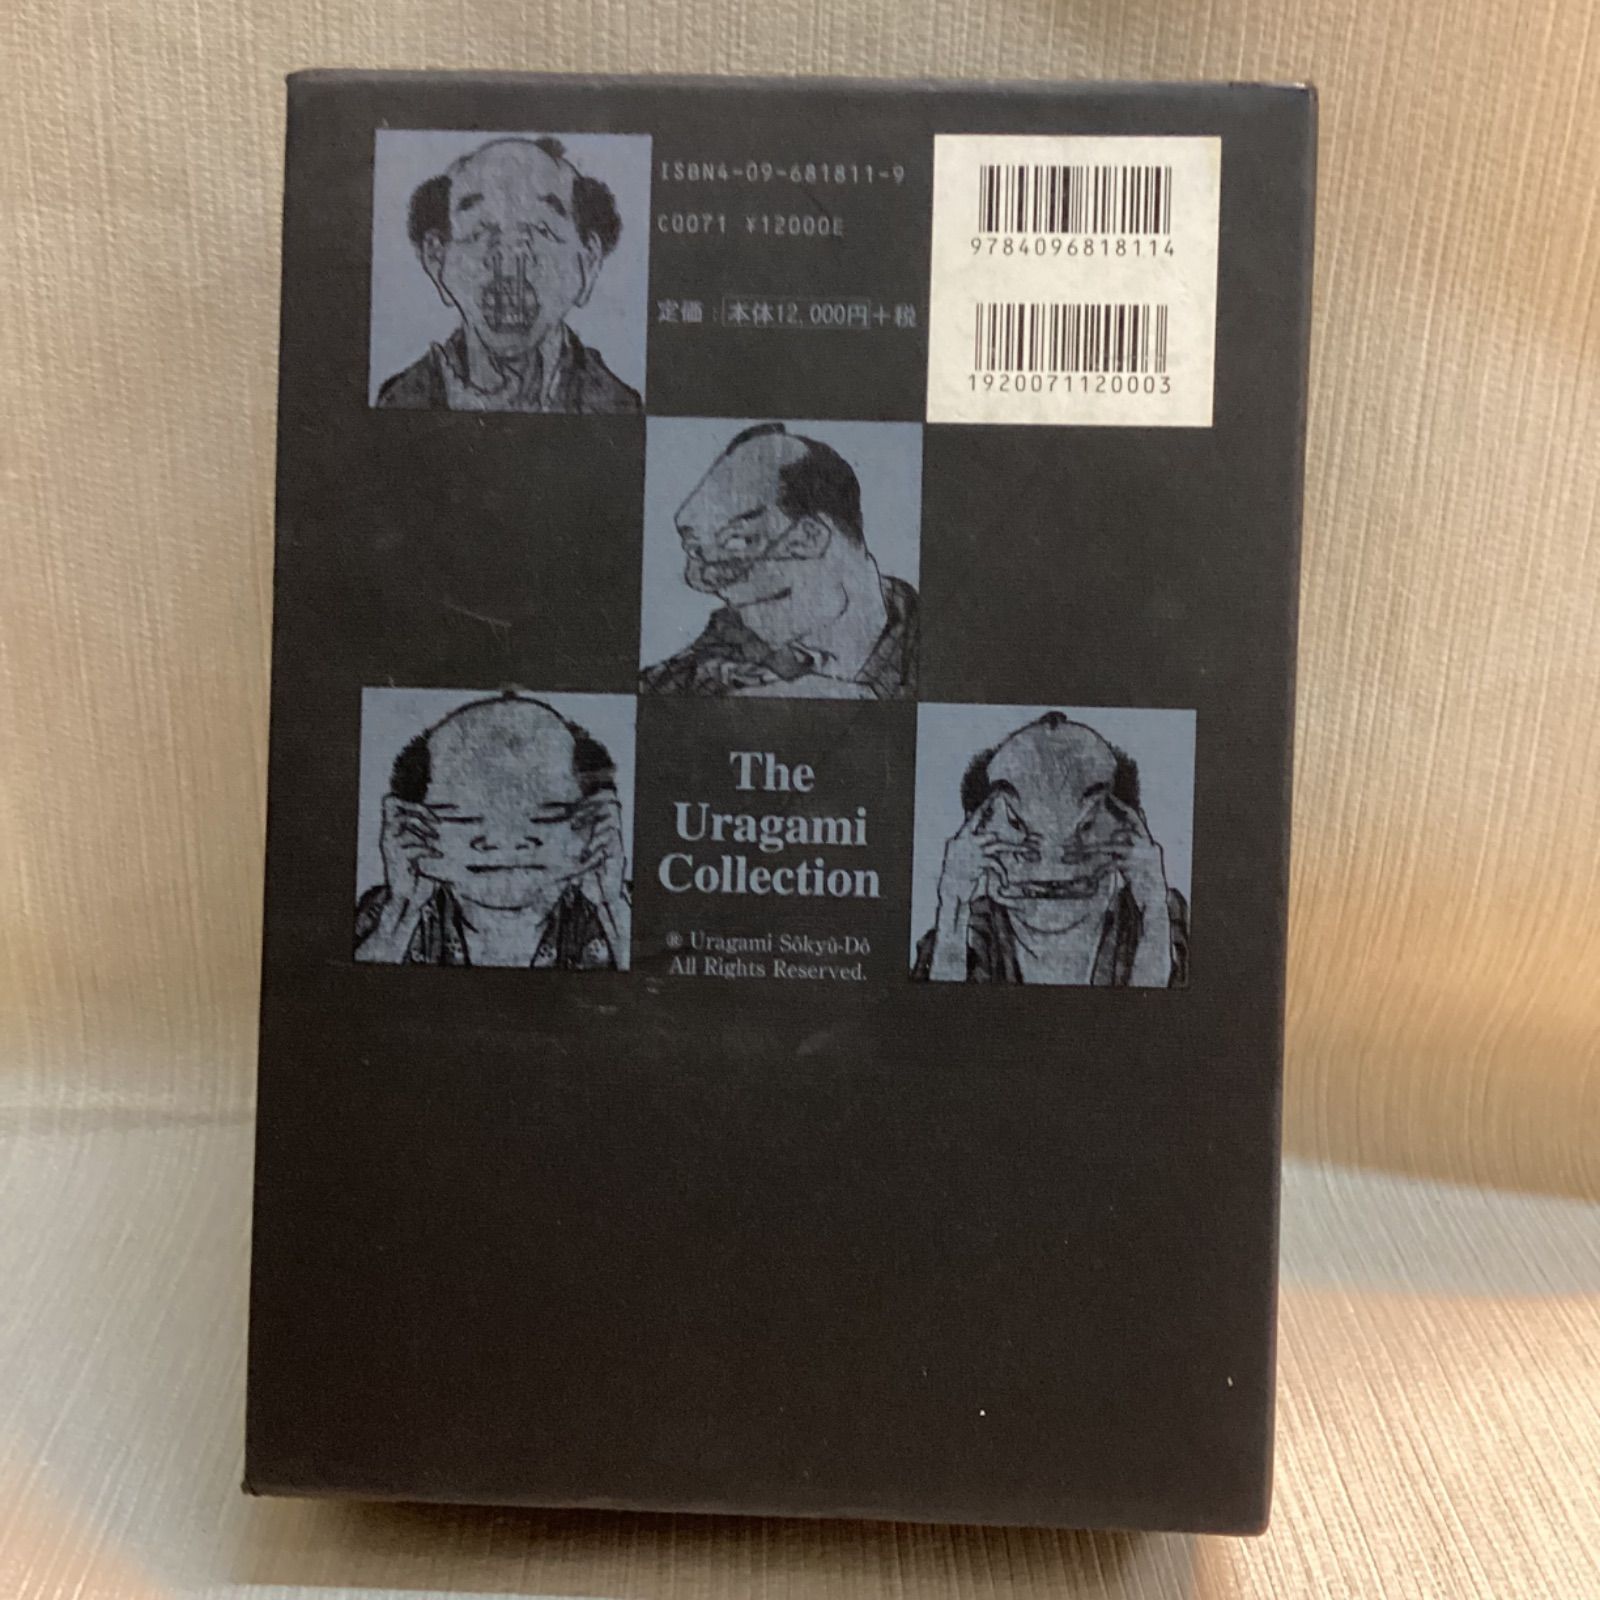 ISBN4-09-681811-9
C0071 ¥12000E
定価：本体12,000円＋税
9784096818114
1920071120003
The
Uragami
Collection
® Uragami Sôkyû-Dô
All Rights Reserved.